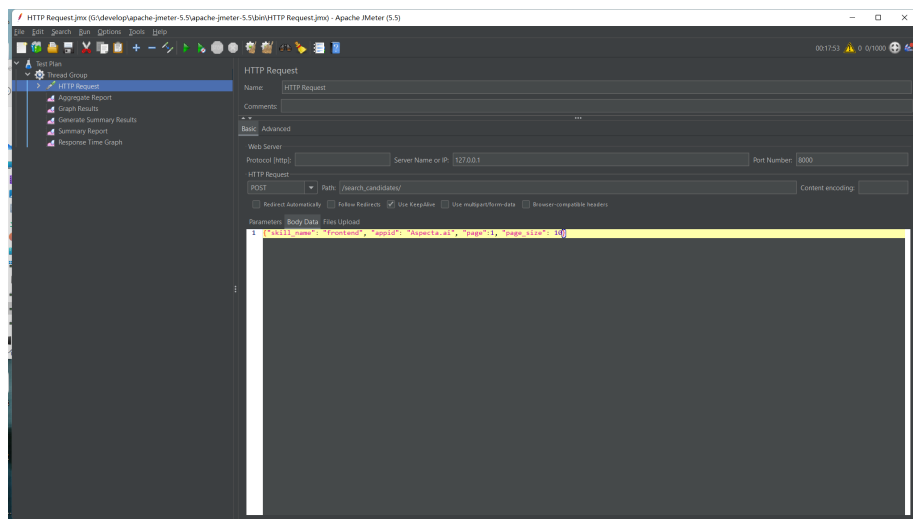 HTTP Request.jmx (G:\develop\apache-jmeter-5.5\apache-jmeter-5.5\bin\HTTP Request.jmx) - Apache JMeter (5.5)
File Edit Search Run Options Tools Help
00:17:53 0 0/1000
Test Plan
Thread Group
HTTP Request
Aggregate Report
Graph Results
Generate Summary Results
Summary Report
Response Time Graph
HTTP Request
Name: HTTP Request
Comments:
Basic Advanced
Web Server
Protocol [http]: Server Name or IP: 127.0.0.1 Port Number: 8000
HTTP Request
POST Path: /search_candidates/ Content encoding:
Redirect Automatically Follow Redirects Use KeepAlive Use multipart/form-data Browser-compatible headers
Parameters Body Data Files Upload
1 {"skill_name": "frontend", "appid": "Aspecta.ai", "page":1, "page_size": 10}